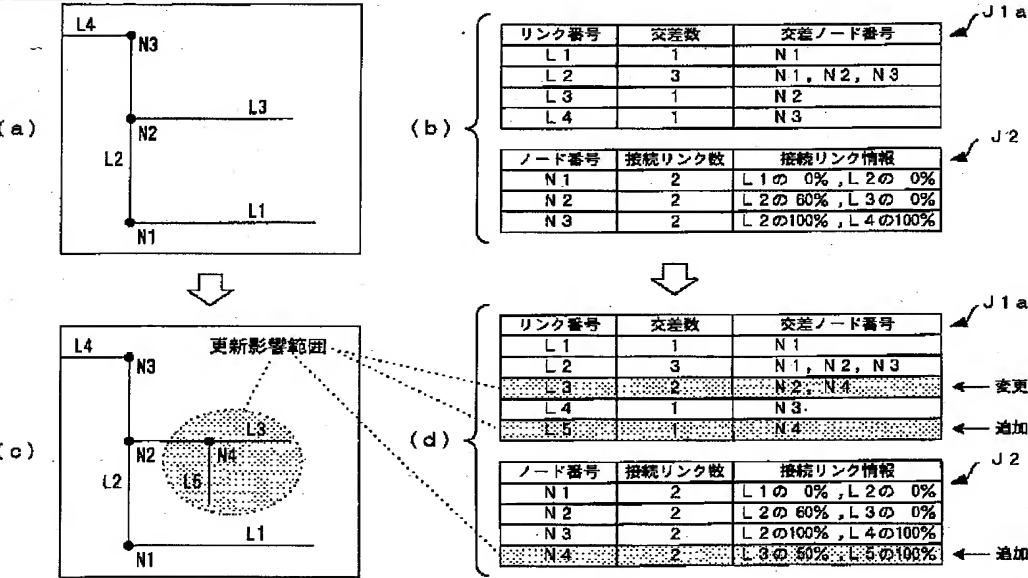 (a)
L4
N3
L3
N2
L2
L1
N1
(b)
J1a
リンク番号 交差数 交差ノード番号
L1 1 N1
L2 3 N1, N2, N3
L3 1 N2
L4 1 N3
J2
ノード番号 接続リンク数 接続リンク情報
N1 2 L1の 0%, L2の 0%
N2 2 L2の 60%, L3の 0%
N3 2 L2の100%, L4の100%
(c)
L4
更新影響範囲
N3
L3
N2
N4
L2
L5
L1
N1
(d)
J1a
リンク番号 交差数 交差ノード番号
L1 1 N1
L2 3 N1, N2, N3
L3 2 N2, N4 変更
L4 1 N3
L5 1 N4 追加
J2
ノード番号 接続リンク数 接続リンク情報
N1 2 L1の 0%, L2の 0%
N2 2 L2の 60%, L3の 0%
N3 2 L2の100%, L4の100%
N4 2 L3の 50%, L5の100% 追加